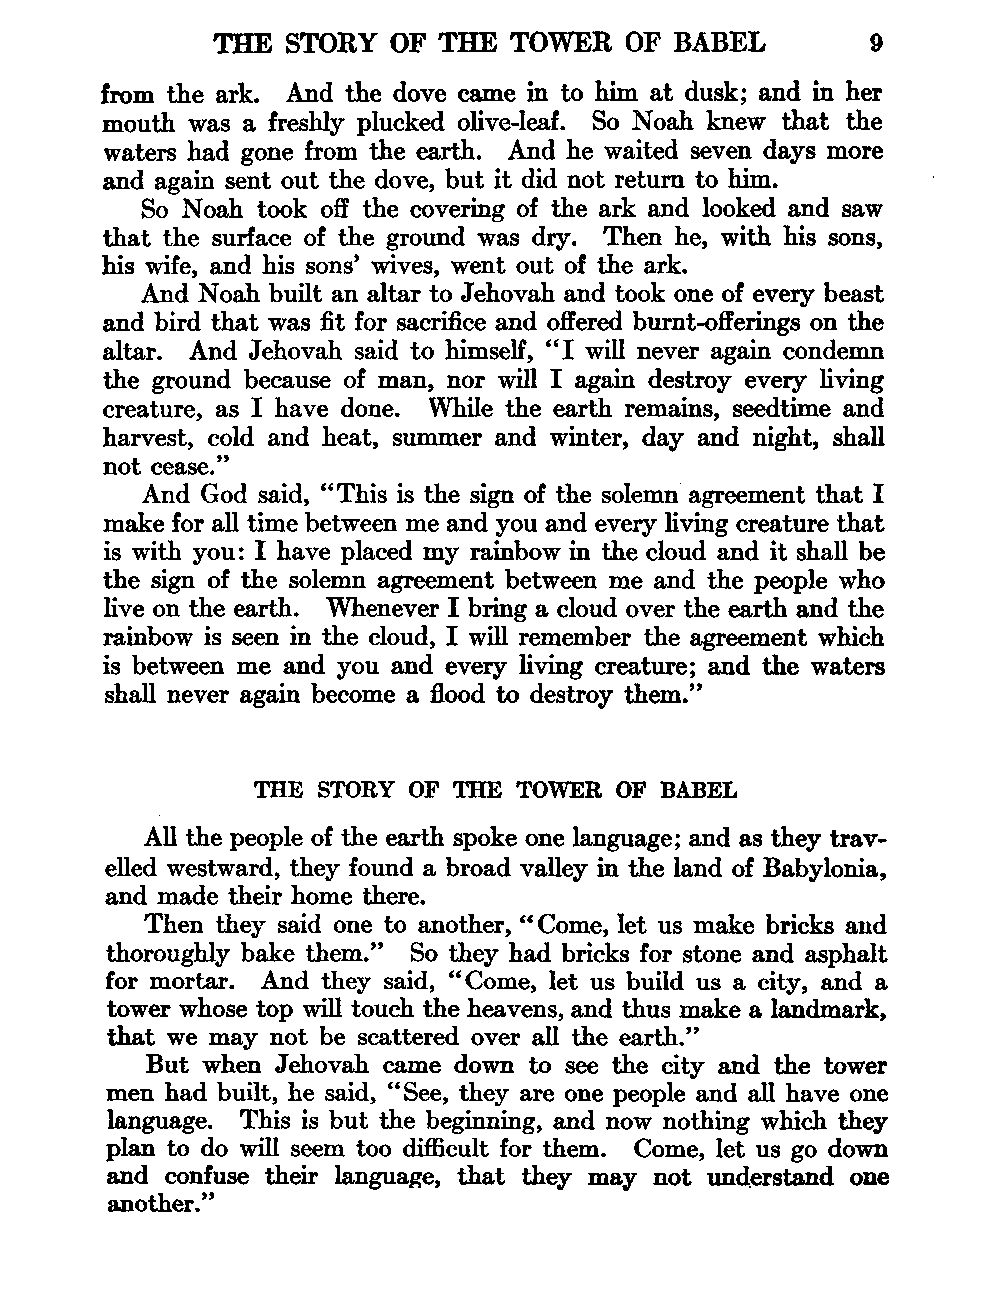 THE STORY OF THE TOWER OF BABEL 9
from the ark. And the dove came in to him at dusk; and in her
mouth was a freshly plucked olive-leaf. So Noah knew that the
waters had gone from the earth. And he waited seven days more
and again sent out the dove, but it did not return to him.
So Noah took off the covering of the ark and looked and saw
that the surface of the ground was dry. Then he, with his sons,
his wife, and his sons’ wives, went out of the ark.
And Noah built an altar to Jehovah and took one of every beast
and bird that was fit for sacrifice and offered burnt-offerings on the
altar. And Jehovah said to himself, “I will never again condemn
the ground because of man, nor will I again destroy every living
creature, as I have done. While the earth remains, seedtime and
harvest, cold and heat, summer and winter, day and night, shall
not cease.”
And God said, “This is the sign of the solemn agreement that I
make for all time between me and you and every living creature that
is with you: I have placed my rainbow in the cloud and it shall be
the sign of the solemn agreement between me and the people who
live on the earth. Whenever I bring a cloud over the earth and the
rainbow is seen in the cloud, I will remember the agreement which
is between me and you and every living creature; and the waters
shall never again become a flood to destroy them.”
THE STORY OF THE TOWER OF BABEL
All the people of the earth spoke one language; and as they trav-
elled westward, they found a broad valley in the land of Babylonia,
and made their home there.
Then they said one to another, “Come, let us make bricks and
thoroughly bake them.” So they had bricks for stone and asphalt
for mortar. And they said, “Come, let us build us a city, and a
tower whose top will touch the heavens, and thus make a landmark,
that we may not be scattered over all the earth.”
But when Jehovah came down to see the city and the tower
men had built, he said, “See, they are one people and all have one
language. This is but the beginning, and now nothing which they
plan to do will seem too difficult for them. Come, let us go down
and confuse their language, that they may not understand one
another.”